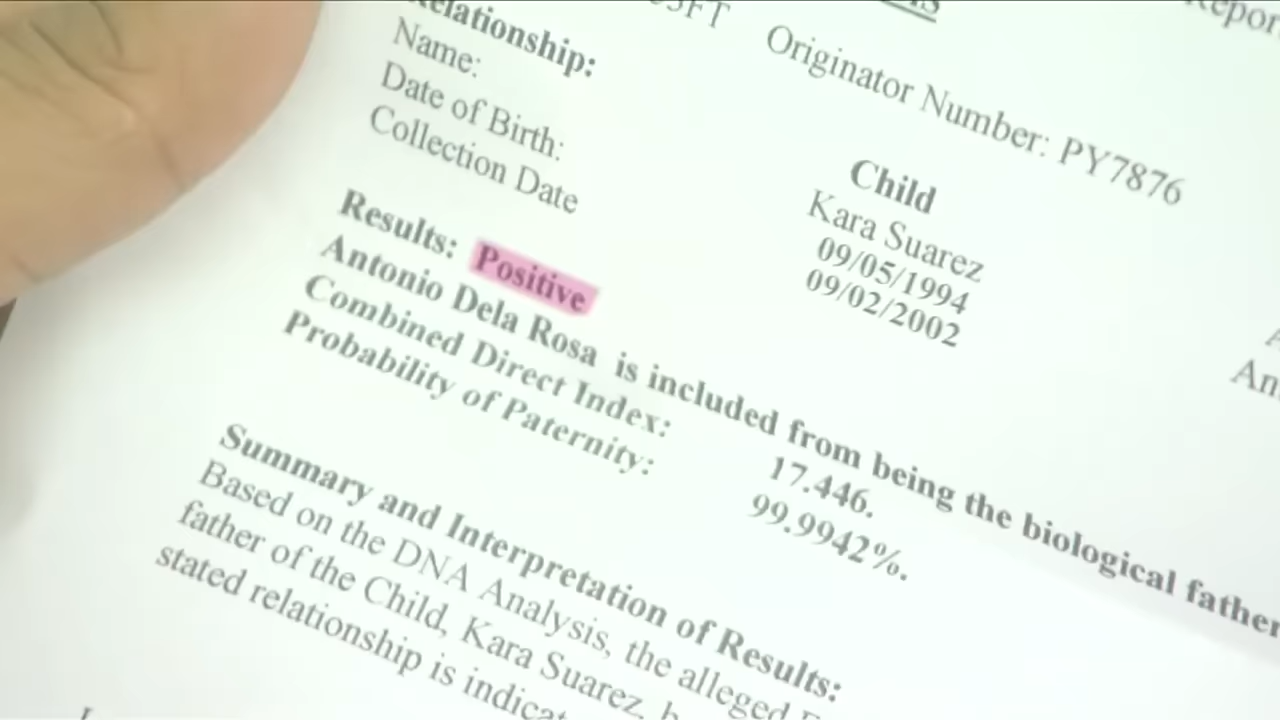 Relationship:
Originator Number: PY7876
Name:
Date of Birth:
Collection Date
Child
Kara Suarez
09/05/1994
09/02/2002
Results: Positive
Antonio Dela Rosa is included from being the biological father
Combined Direct Index: 17.446.
Probability of Paternity: 99.9942%.
Summary and Interpretation of Results:
Based on the DNA Analysis, the alleged
father of the Child, Kara Suarez,
stated relationship is